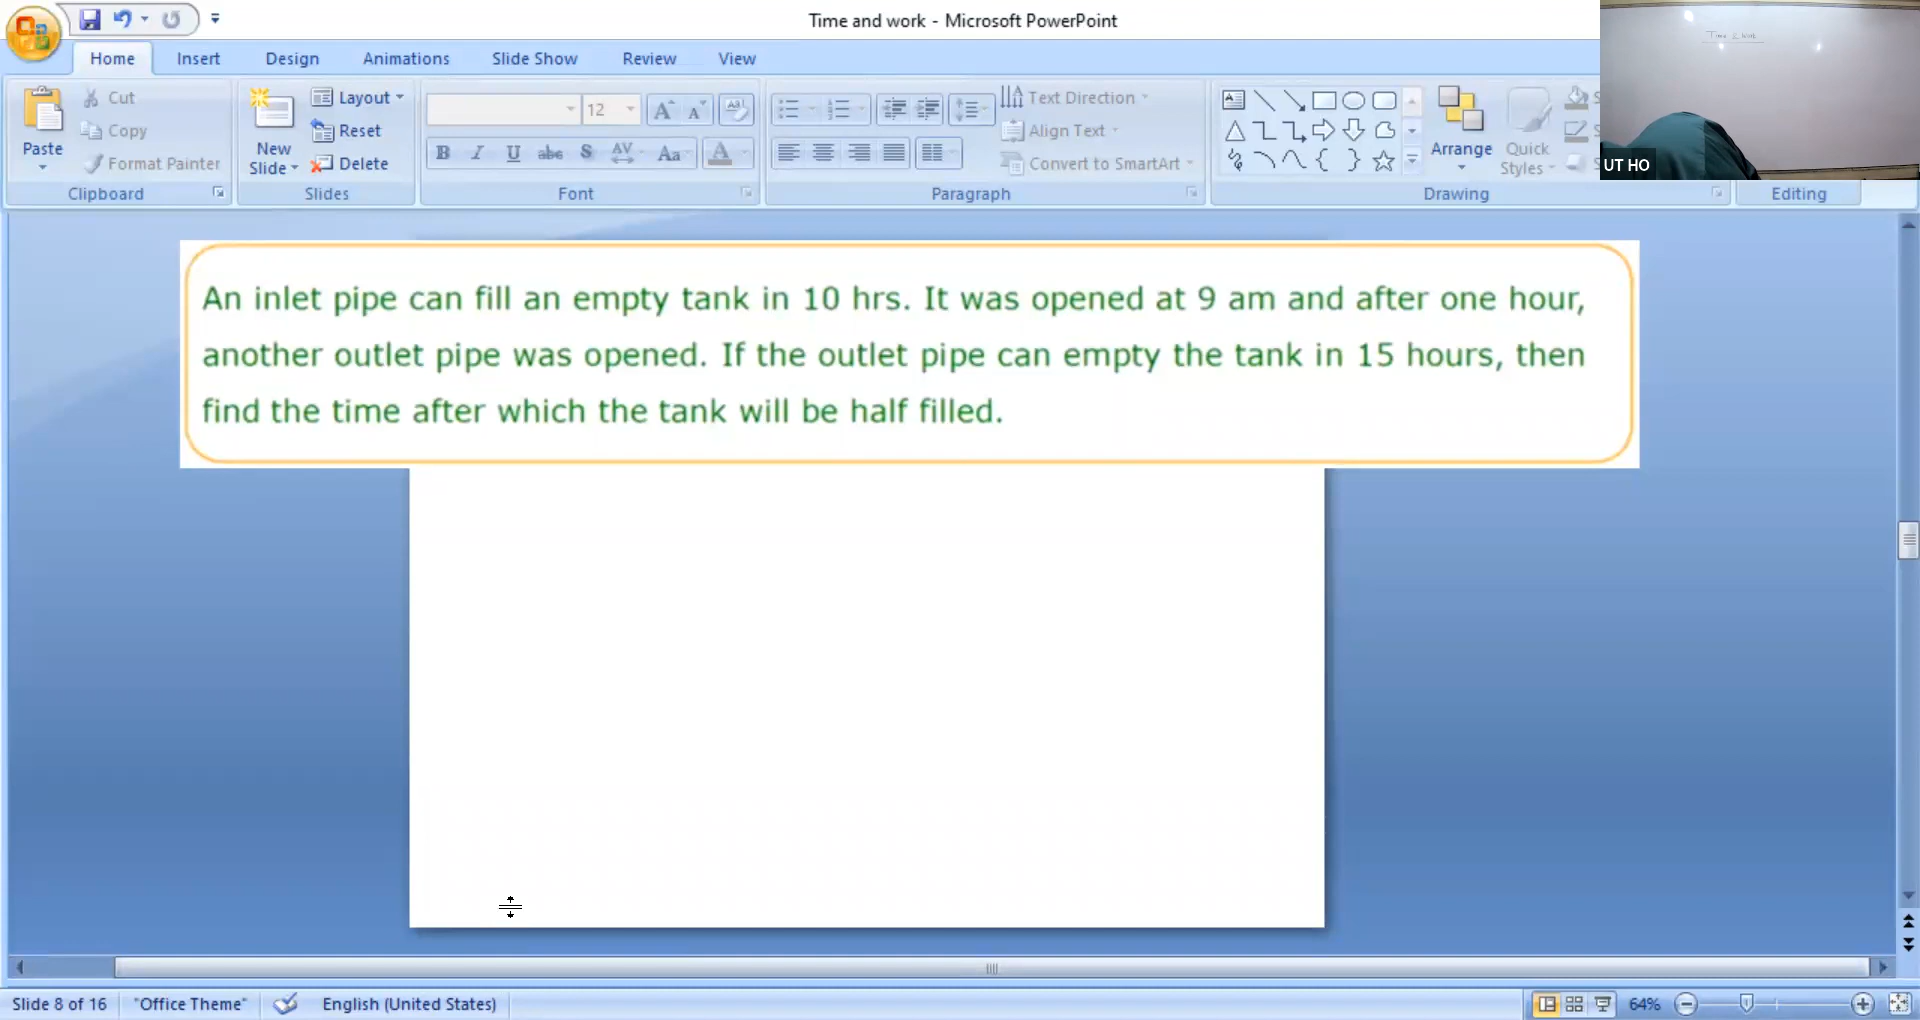 Time and work - Microsoft PowerPoint
Home Insert Design Animations Slide Show Review View
Paste
Cut
Copy
Format Painter
Clipboard
New
Slide
Layout
Reset
Delete
Slides
12
B I U abc S AV Aa A
Font
Text Direction
Align Text
Convert to SmartArt
Paragraph
Arrange
Quick
Styles
Drawing
Editing
Time & Work
UT HO
An inlet pipe can fill an empty tank in 10 hrs. It was opened at 9 am and after one hour,
another outlet pipe was opened. If the outlet pipe can empty the tank in 15 hours, then
find the time after which the tank will be half filled.
Slide 8 of 16 "Office Theme" English (United States) 64%